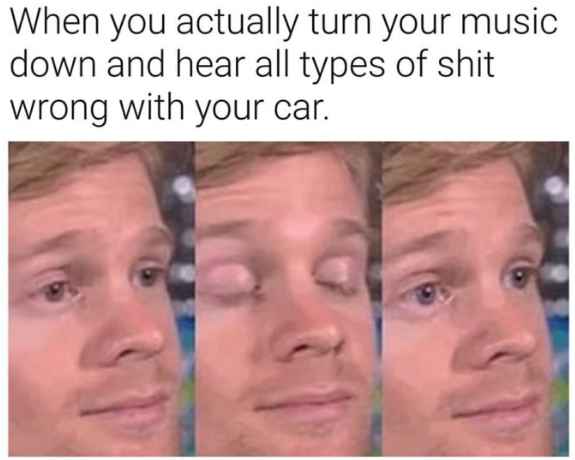 When you actually turn your music
down and hear all types of shit
wrong with your car.